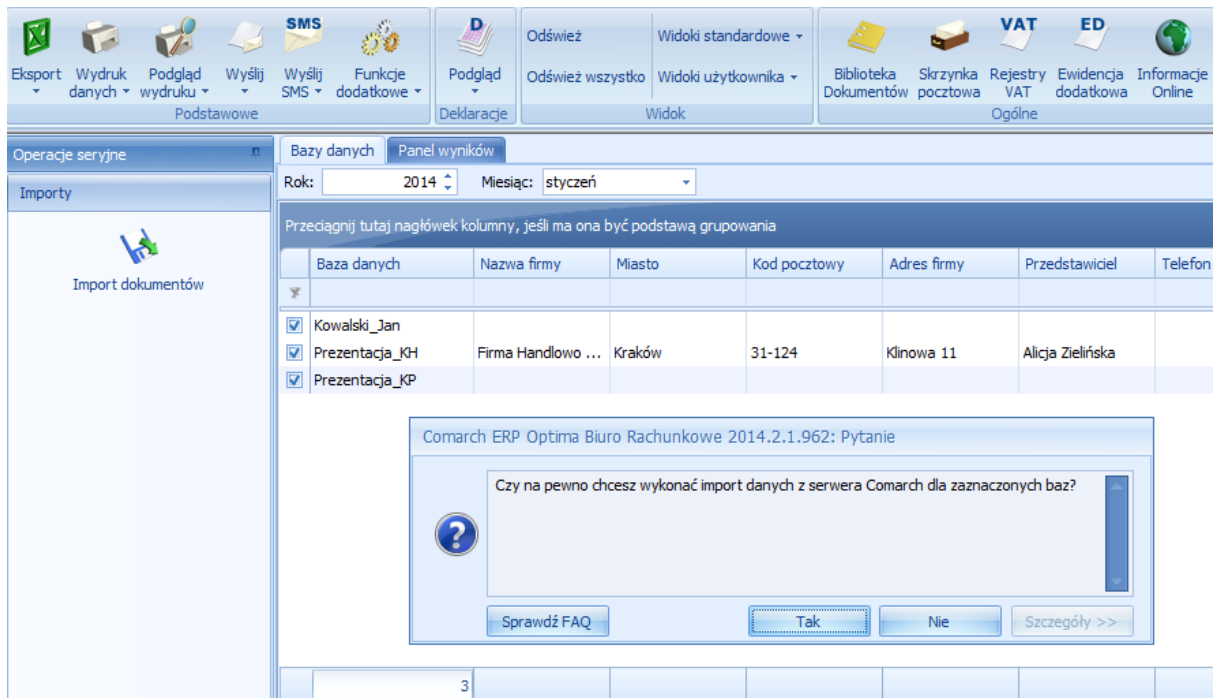 SMS
D
VAT
ED
Eksport
Wydruk danych
Podgląd wydruku
Wyślij
Wyślij SMS
Funkcje dodatkowe
Podgląd
Odśwież
Odśwież wszystko
Widoki standardowe
Widoki użytkownika
Biblioteka Dokumentów
Skrzynka pocztowa
Rejestry VAT
Ewidencja dodatkowa
Informacje Online
Podstawowe
Deklaracje
Widok
Ogólne
Operacje seryjne
Importy
Import dokumentów
Bazy danych
Panel wyników
Rok: 2014 Miesiąc: styczeń
Przeciągnij tutaj nagłówek kolumny, jeśli ma ona być podstawą grupowania
Baza danych Nazwa firmy Miasto Kod pocztowy Adres firmy Przedstawiciel Telefon
Kowalski_Jan
Prezentacja_KH Firma Handlowo ... Kraków 31-124 Klinowa 11 Alicja Zielińska
Prezentacja_KP
Comarch ERP Optima Biuro Rachunkowe 2014.2.1.962: Pytanie
Czy na pewno chcesz wykonać import danych z serwera Comarch dla zaznaczonych baz?
Sprawdź FAQ Tak Nie Szczegóły >>
3